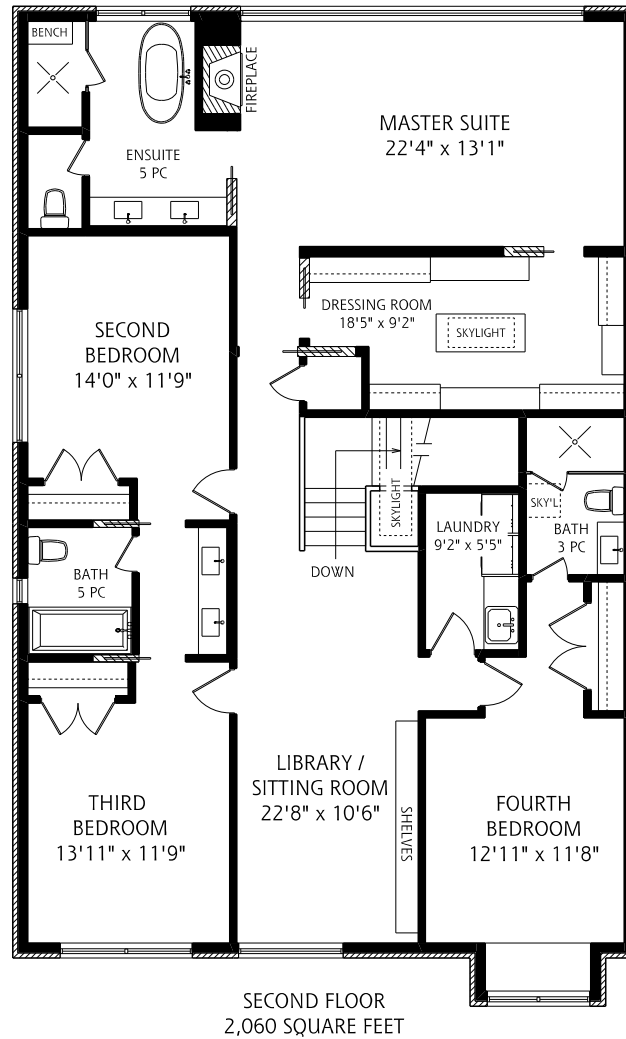 BENCH
FIREPLACE
MASTER SUITE
22'4" x 13'1"
ENSUITE
5 PC
DRESSING ROOM
18'5" x 9'2"
SKYLIGHT
SECOND
BEDROOM
14'0" x 11'9"
SKYLIGHT
SKY'L
LAUNDRY
9'2" x 5'5"
BATH
3 PC
DOWN
BATH
5 PC
LIBRARY /
SITTING ROOM
22'8" x 10'6"
SHELVES
THIRD
BEDROOM
13'11" x 11'9"
FOURTH
BEDROOM
12'11" x 11'8"
SECOND FLOOR
2,060 SQUARE FEET